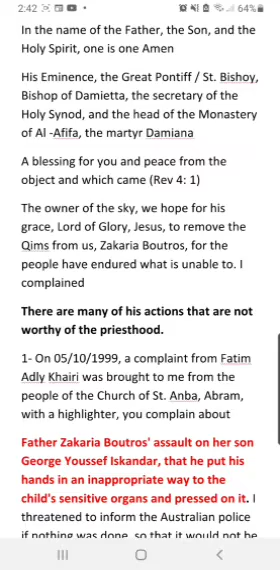 2:42
64%
In the name of the Father, the Son, and the
Holy Spirit, one is one Amen
His Eminence, the Great Pontiff / St. Bishoy,
Bishop of Damietta, the secretary of the
Holy Synod, and the head of the Monastery
of Al -Afifa, the martyr Damiana
A blessing for you and peace from the
object and which came (Rev 4: 1)
The owner of the sky, we hope for his
grace, Lord of Glory, Jesus, to remove the
Qims from us, Zakaria Boutros, for the
people have endured what is unable to. I
complained
There are many of his actions that are not
worthy of the priesthood.
1- On 05/10/1999, a complaint from Fatim
Adly Khairi was brought to me from the
people of the Church of St. Anba, Abram,
with a highlighter, you complain about
Father Zakaria Boutros' assault on her son
George Youssef Iskandar, that he put his
hands in an inappropriate way to the
child's sensitive organs and pressed on it. I
threatened to inform the Australian police
if nothing was done, so that it would not be